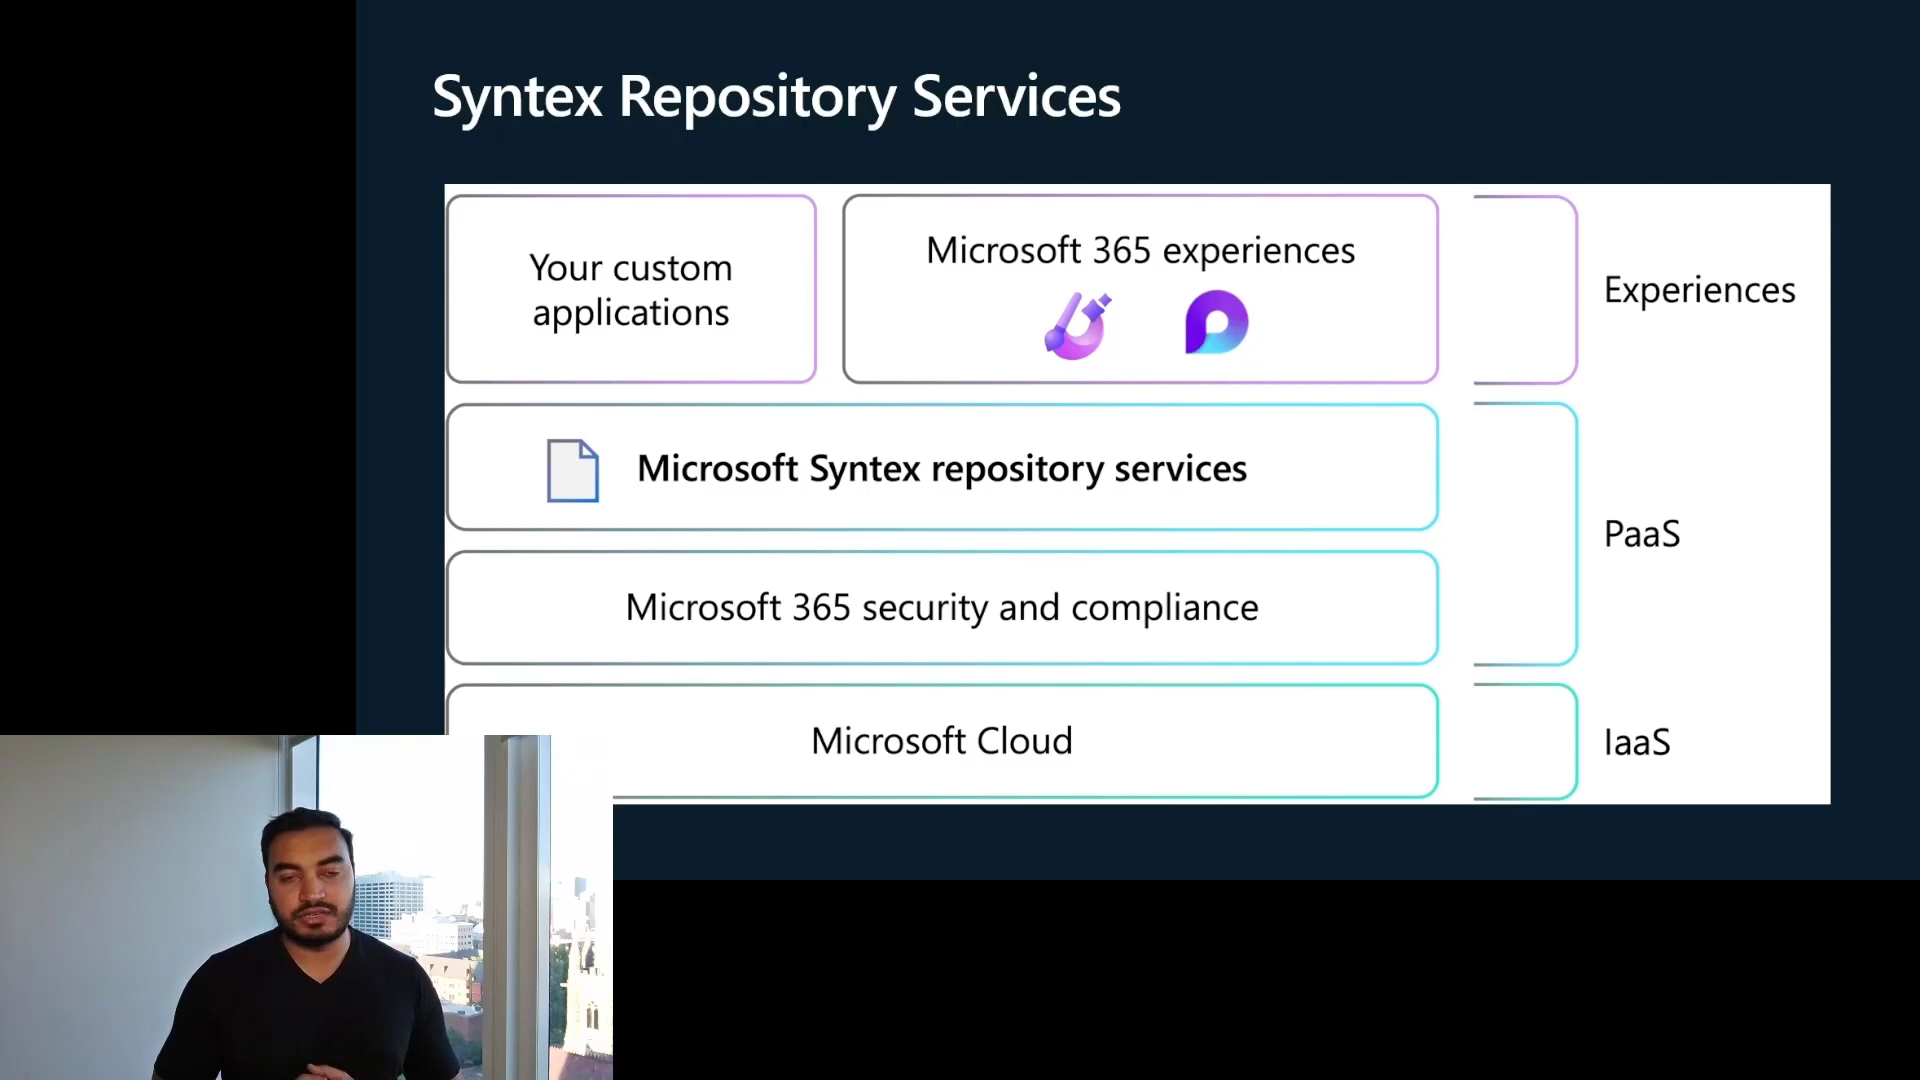 Syntex Repository Services
Your custom
applications
Microsoft 365 experiences
Experiences
Microsoft Syntex repository services
PaaS
Microsoft 365 security and compliance
Microsoft Cloud
IaaS